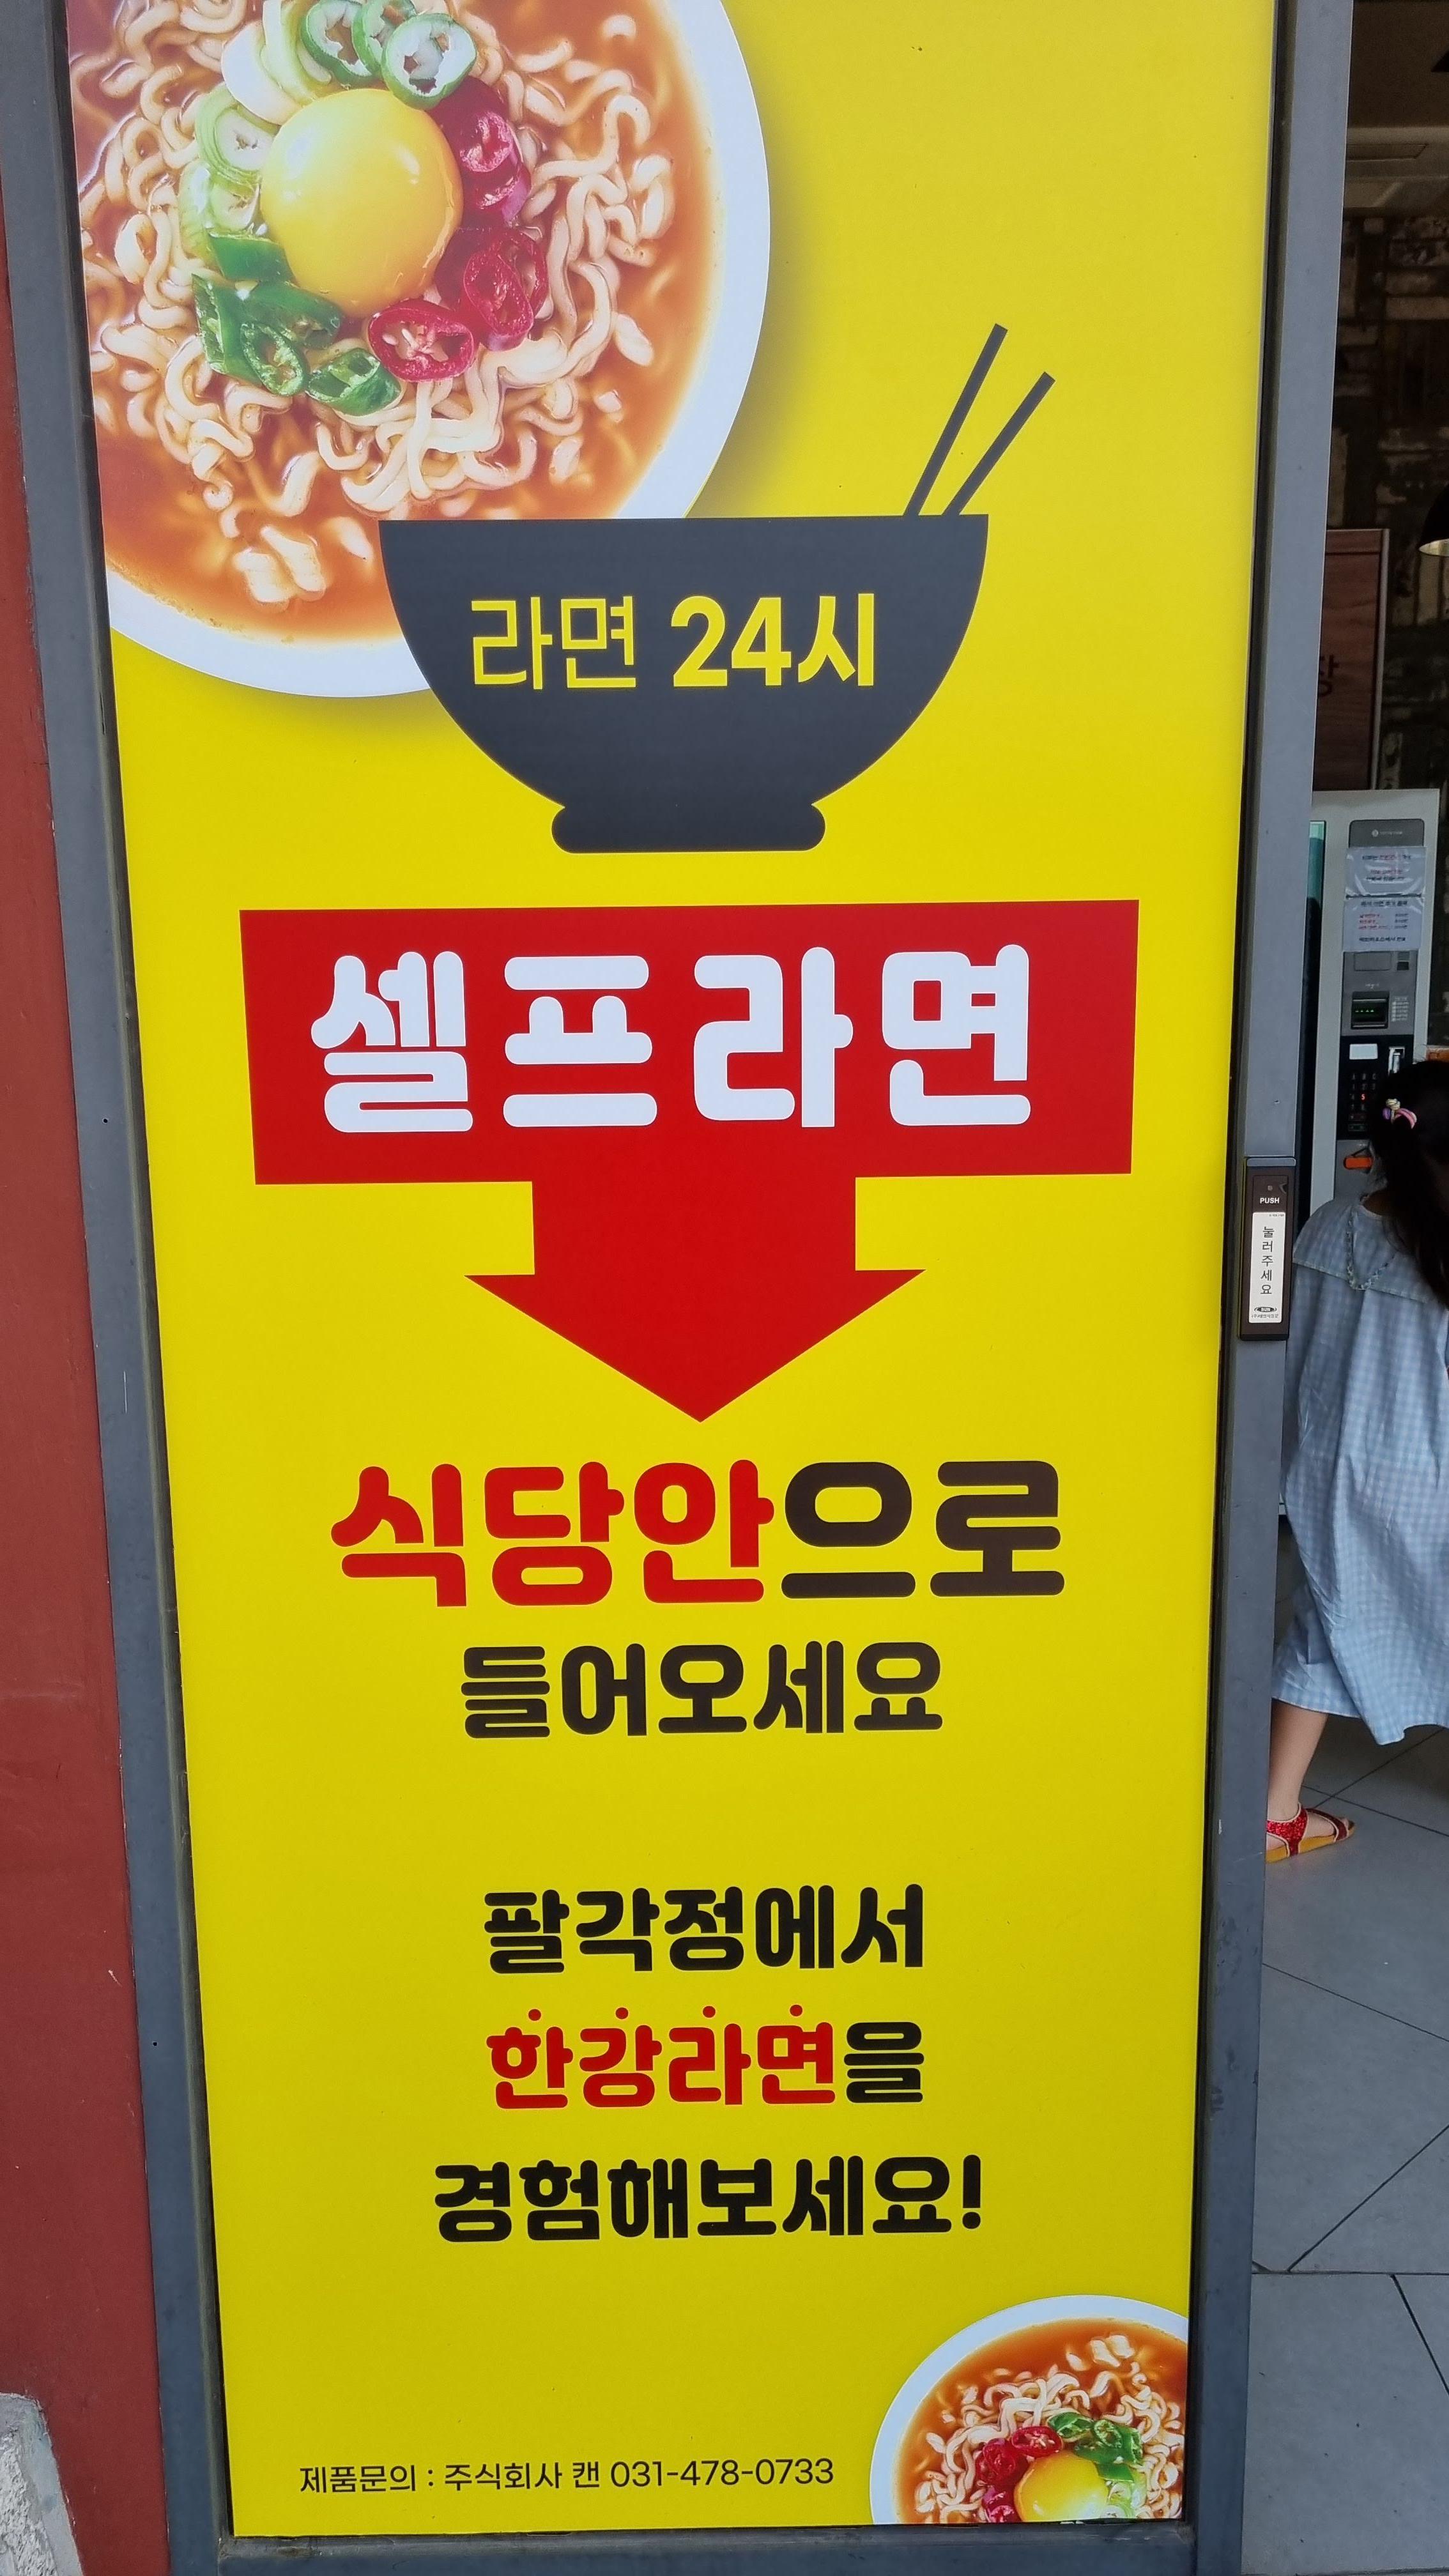 라면 24시
셀프라면
식당안으로
들어오세요
팔각정에서
한강라면을
경험해보세요!
제품문의 : 주식회사 캔 031-478-0733
PUSH
눌러주세요